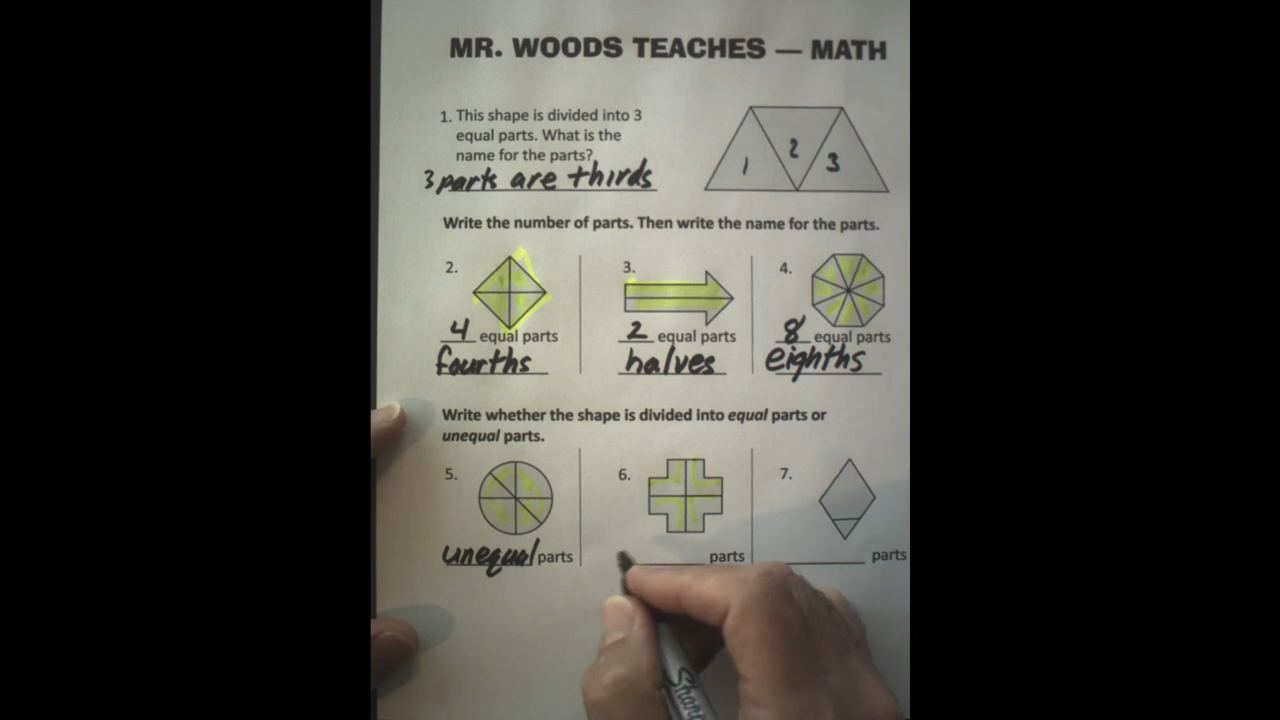 MR. WOODS TEACHES — MATH
1. This shape is divided into 3
equal parts. What is the
name for the parts?
3 parts are thirds
1 2 3
Write the number of parts. Then write the name for the parts.
2. 3. 4.
4 equal parts 2 equal parts 8 equal parts
fourths halves eighths
Write whether the shape is divided into equal parts or
unequal parts.
5. 6. 7.
unequal parts parts parts
Sharp